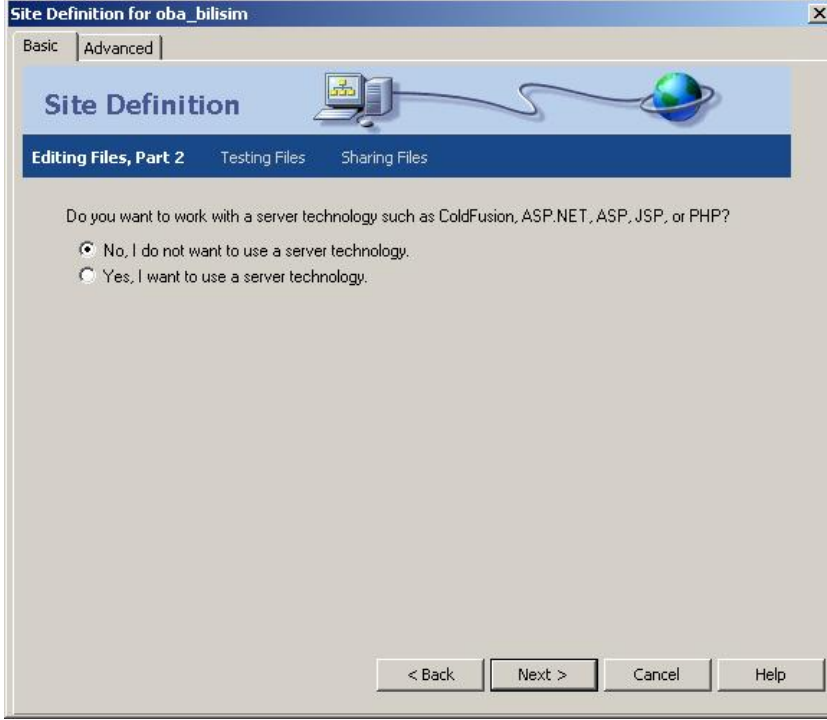 Site Definition for oba_bilisim
Basic Advanced
Site Definition
Editing Files, Part 2 Testing Files Sharing Files
Do you want to work with a server technology such as ColdFusion, ASP.NET, ASP, JSP, or PHP?
No, I do not want to use a server technology.
Yes, I want to use a server technology.
< Back Next > Cancel Help